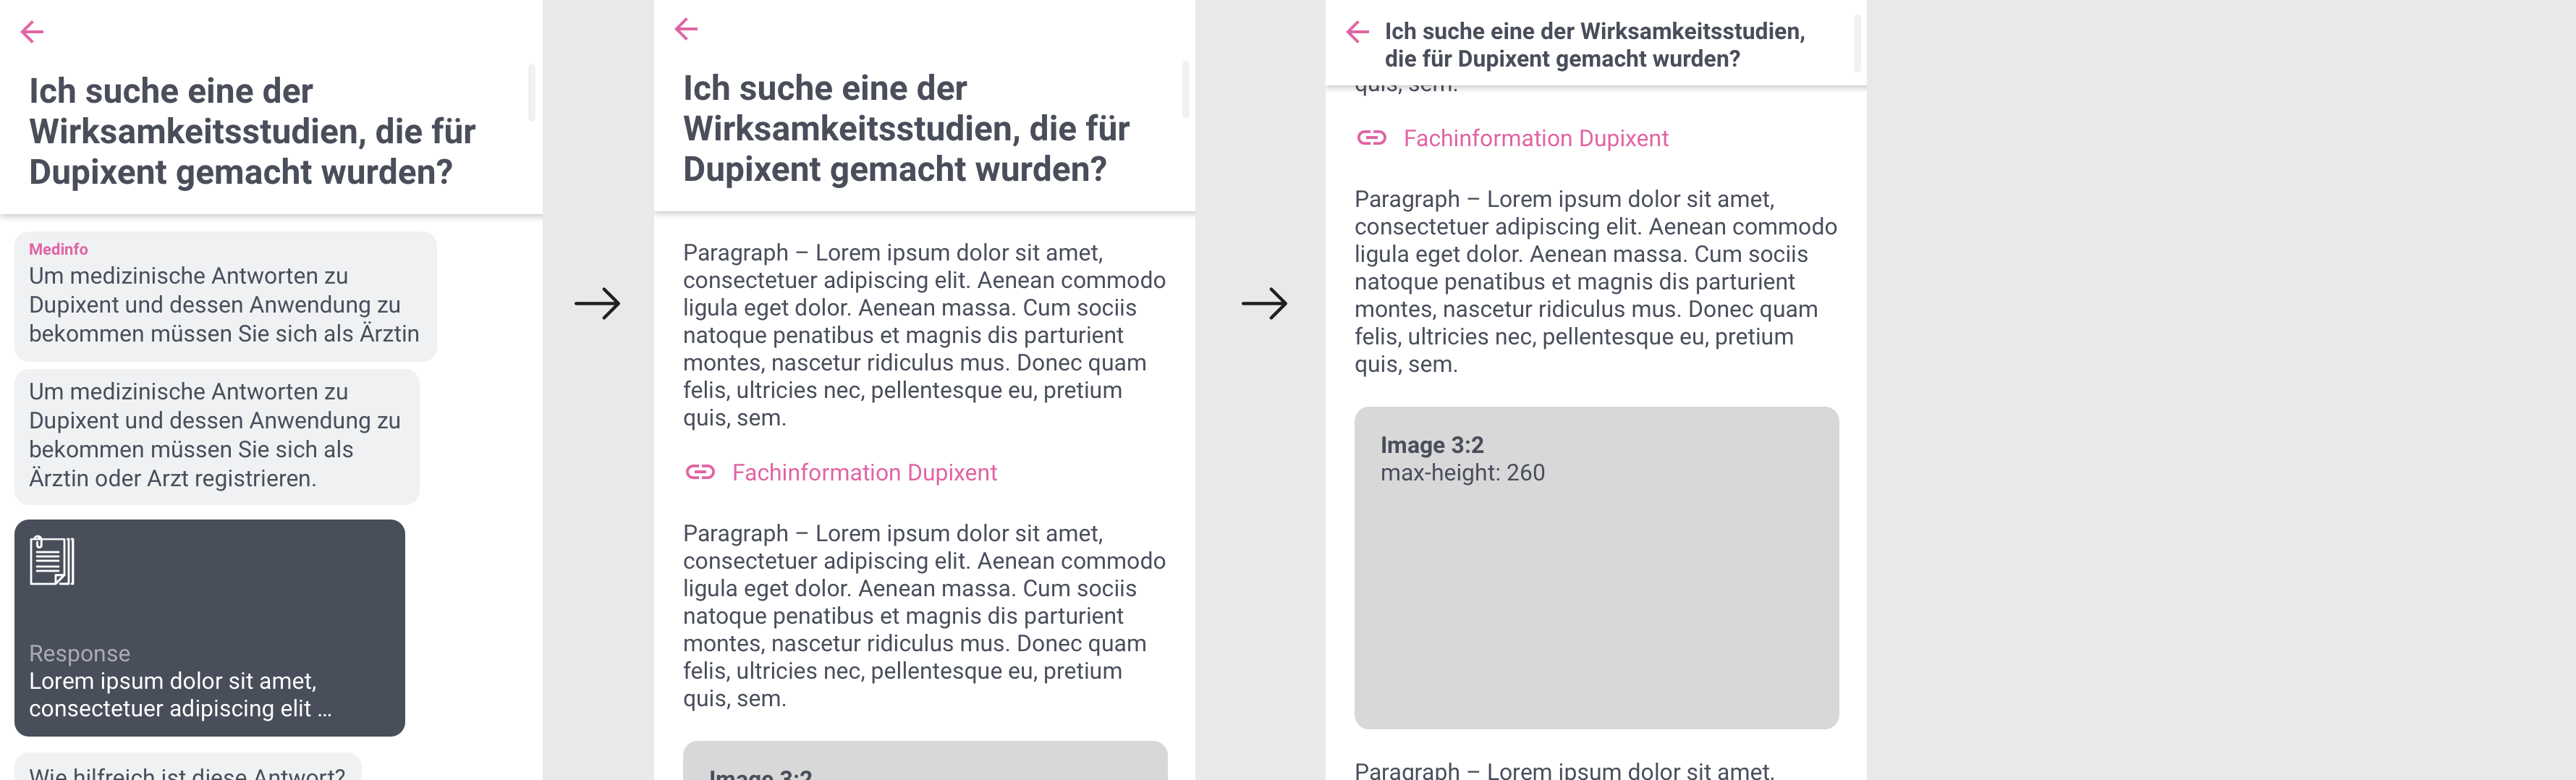 Ich suche eine der
Wirksamkeitsstudien, die für
Dupixent gemacht wurden?
Medinfo
Um medizinische Antworten zu
Dupixent und dessen Anwendung zu
bekommen müssen Sie sich als Ärztin
Um medizinische Antworten zu
Dupixent und dessen Anwendung zu
bekommen müssen Sie sich als
Ärztin oder Arzt registrieren.
Response
Lorem ipsum dolor sit amet,
consectetuer adipiscing elit ...
Wie hilfreich ist diese Antwort?
Ich suche eine der
Wirksamkeitsstudien, die für
Dupixent gemacht wurden?
Paragraph – Lorem ipsum dolor sit amet,
consectetuer adipiscing elit. Aenean commodo
ligula eget dolor. Aenean massa. Cum sociis
natoque penatibus et magnis dis parturient
montes, nascetur ridiculus mus. Donec quam
felis, ultricies nec, pellentesque eu, pretium
quis, sem.
Fachinformation Dupixent
Paragraph – Lorem ipsum dolor sit amet,
consectetuer adipiscing elit. Aenean commodo
ligula eget dolor. Aenean massa. Cum sociis
natoque penatibus et magnis dis parturient
montes, nascetur ridiculus mus. Donec quam
felis, ultricies nec, pellentesque eu, pretium
quis, sem.
Image 3:2
Ich suche eine der Wirksamkeitsstudien,
die für Dupixent gemacht wurden?
quis, sem.
Fachinformation Dupixent
Paragraph – Lorem ipsum dolor sit amet,
consectetuer adipiscing elit. Aenean commodo
ligula eget dolor. Aenean massa. Cum sociis
natoque penatibus et magnis dis parturient
montes, nascetur ridiculus mus. Donec quam
felis, ultricies nec, pellentesque eu, pretium
quis, sem.
Image 3:2
max-height: 260
Paragraph – Lorem ipsum dolor sit amet,